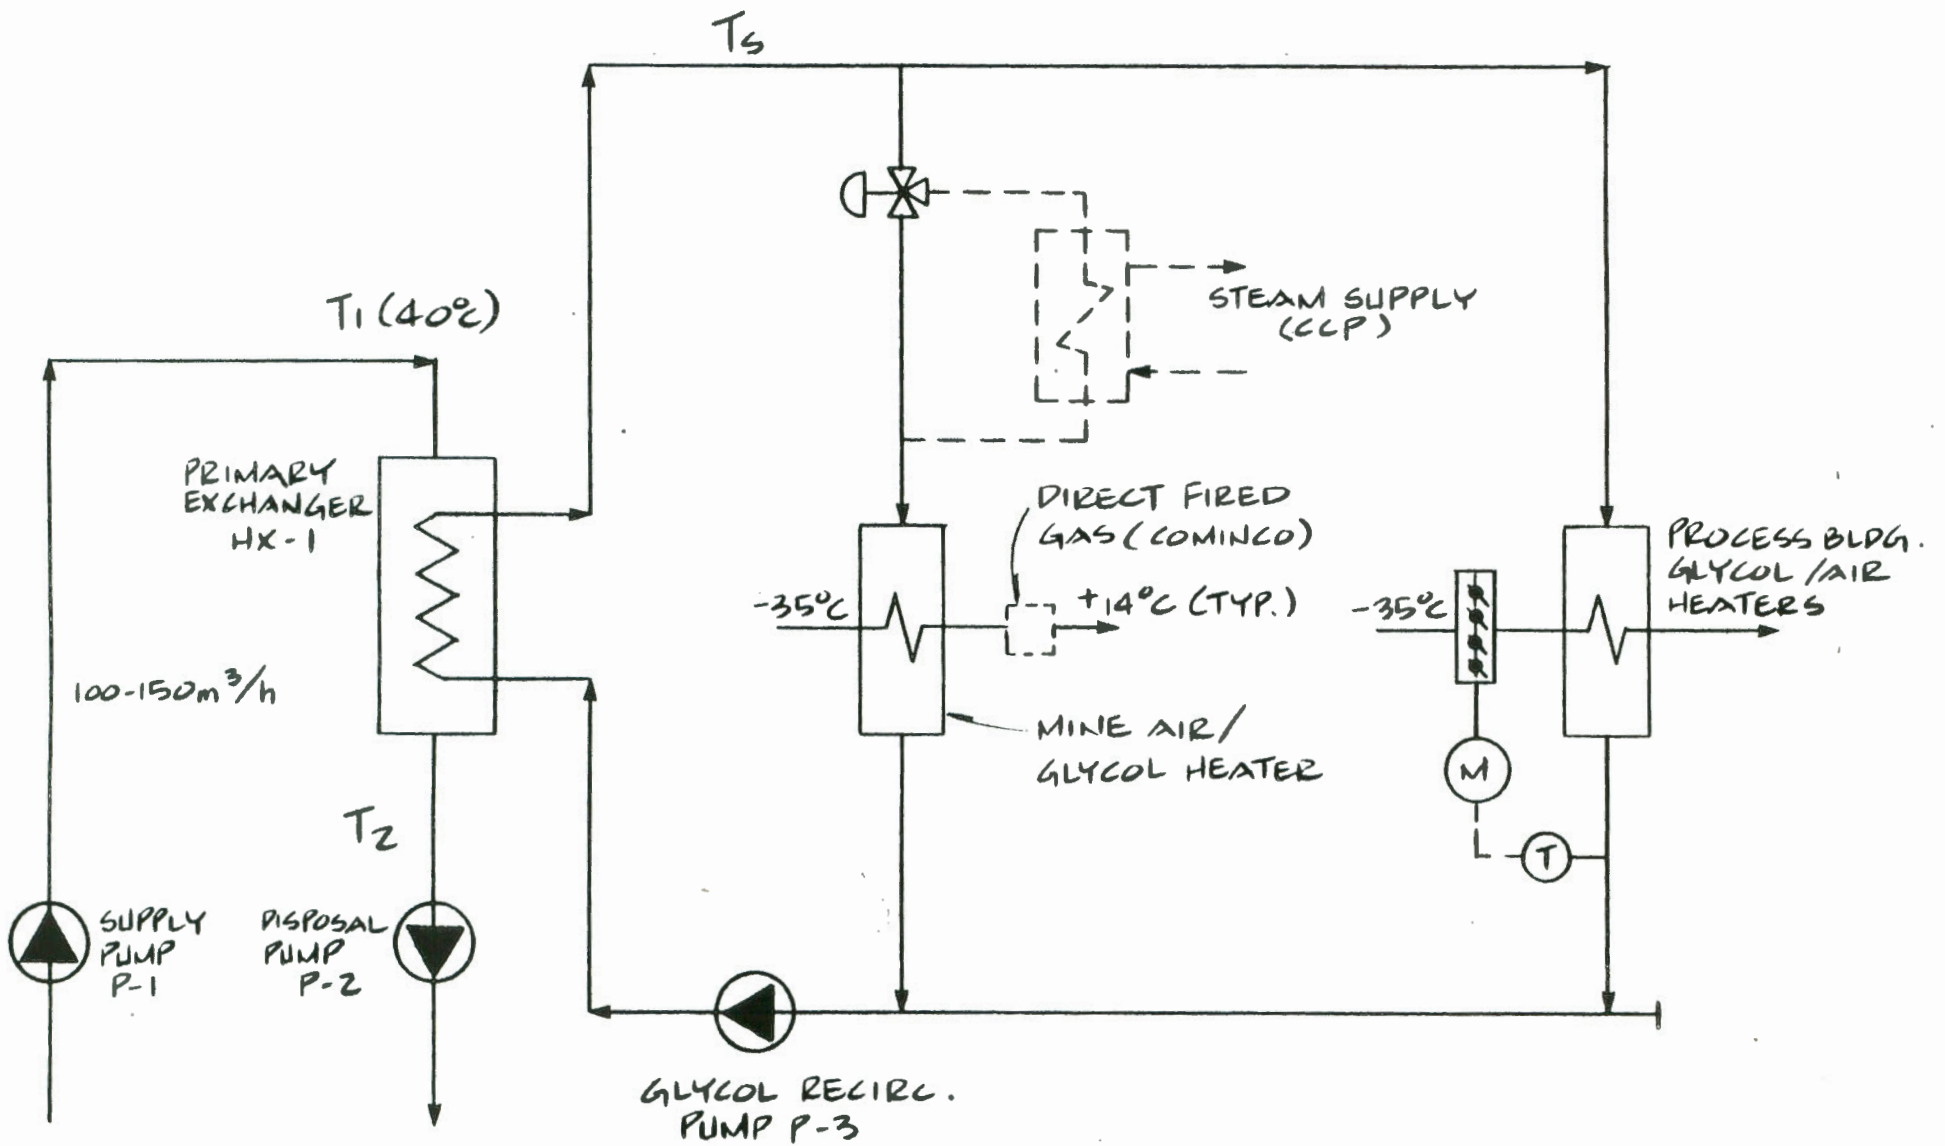 Ts
T1 (40°C)
STEAM SUPPLY
(CCP)
PRIMARY
EXCHANGER
HX-1
DIRECT FIRED
GAS (COMINCO)
-35°C
+14°C (TYP.)
-35°C
PROCESS BLDG.
GLYCOL/AIR
HEATERS
100-150m³/h
MINE AIR/
GLYCOL HEATER
M
T2
T
SUPPLY
PUMP
P-1
DISPOSAL
PUMP
P-2
GLYCOL RECIRC.
PUMP P-3